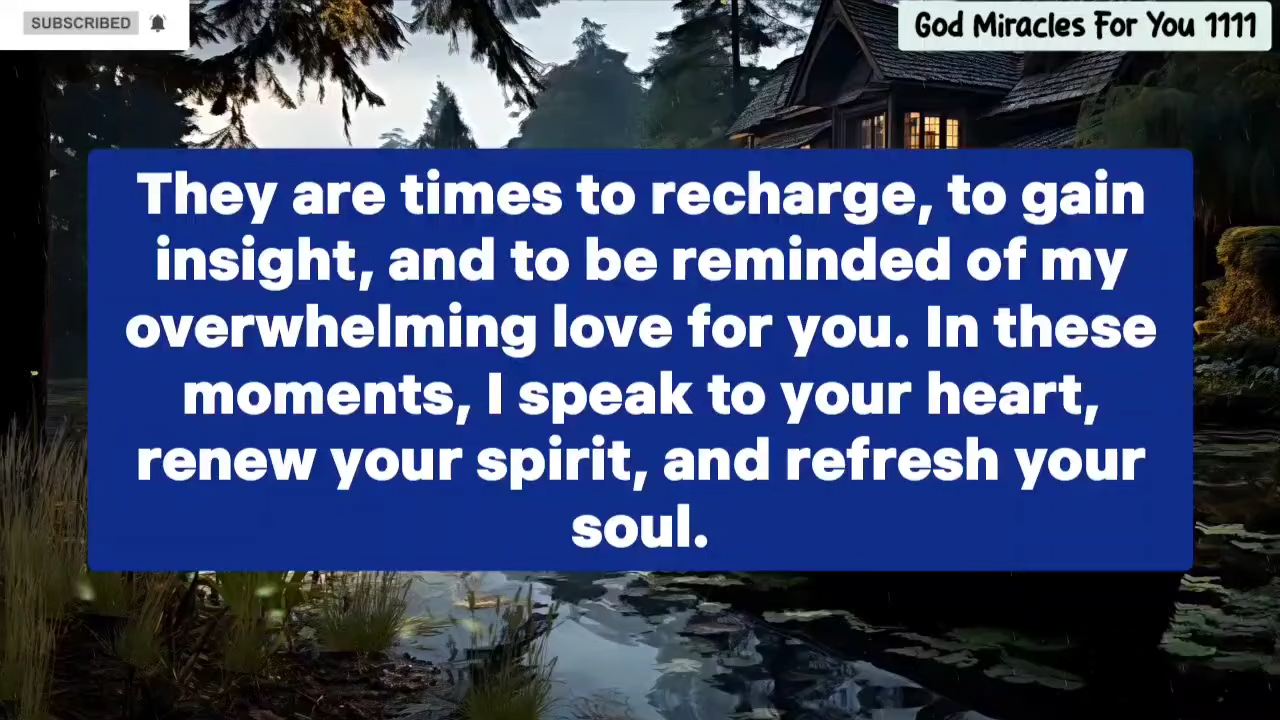 SUBSCRIBED
God Miracles For You 1111
They are times to recharge, to gain
insight, and to be reminded of my
overwhelming love for you. In these
moments, I speak to your heart,
renew your spirit, and refresh your
soul.